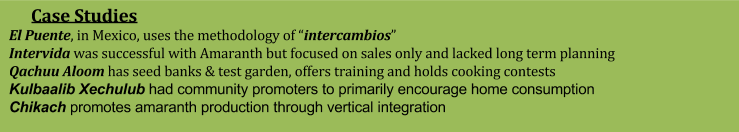 Case Studies
El Puente, in Mexico, uses the methodology of “intercambios”
Intervida was successful with Amaranth but focused on sales only and lacked long term planning
Qachuu Aloom has seed banks & test garden, offers training and holds cooking contests
Kulbaalib Xechulub had community promoters to primarily encourage home consumption
Chikach promotes amaranth production through vertical integration